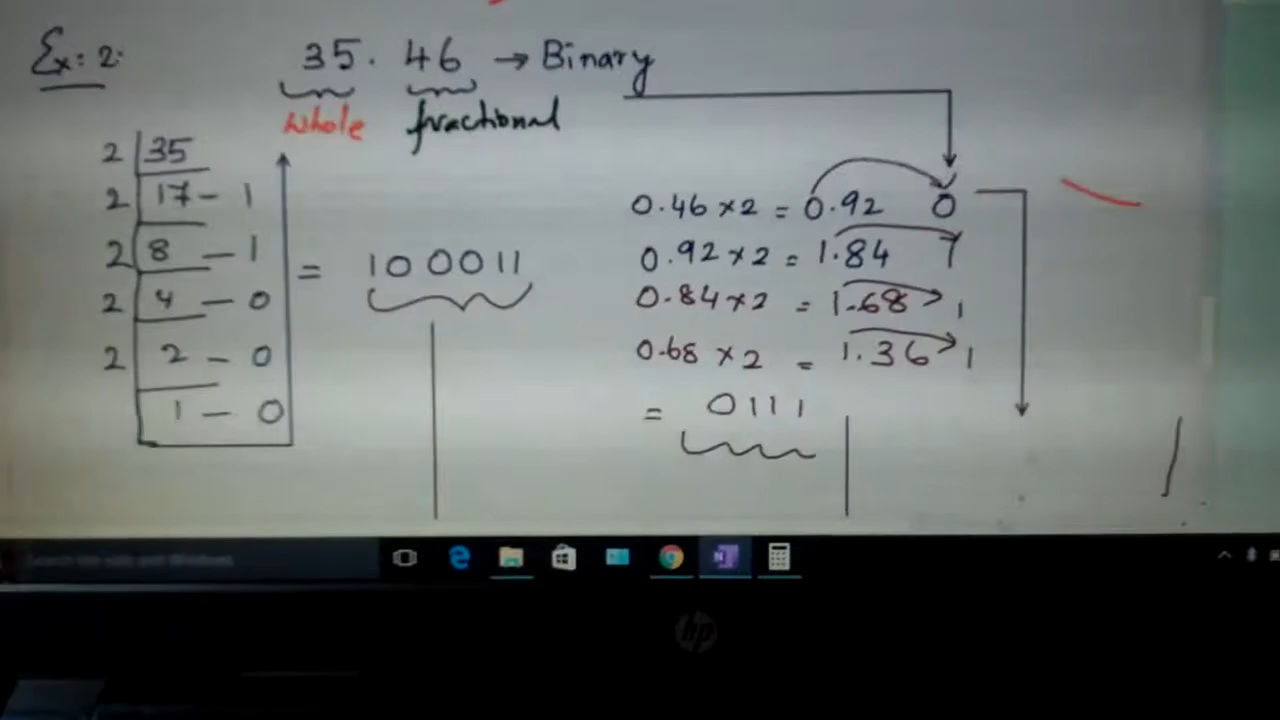 Ex: 2:
35. 46 → Binary
whole fractional
2 35
2 17 - 1
2 8 - 1
2 4 - 0
2 2 - 0
1 - 0
= 100011
0.46 × 2 = 0.92 0
0.92 × 2 = 1.84 1
0.84 × 2 = 1.68 1
0.68 × 2 = 1.36 1
= 0111
hp